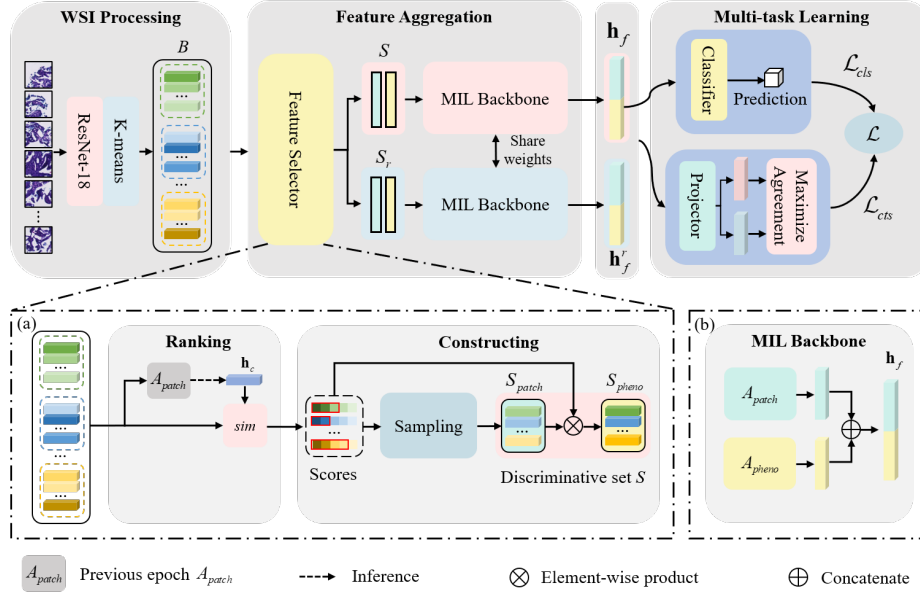 WSI Processing
Feature Aggregation
Multi-task Learning
B
ResNet-18
K-means
Feature Selector
S
MIL Backbone
Share
weights
S_r
MIL Backbone
h_f
h_f^r
Classifier
Prediction
L_cls
L
Projector
Maximize
Agreement
L_cts
(a)
Ranking
A_patch
h_c
sim
Constructing
Scores
Sampling
S_patch
S_pheno
Discriminative set S
(b)
MIL Backbone
A_patch
A_pheno
h_f
A_patch
Previous epoch A_patch
Inference
Element-wise product
Concatenate